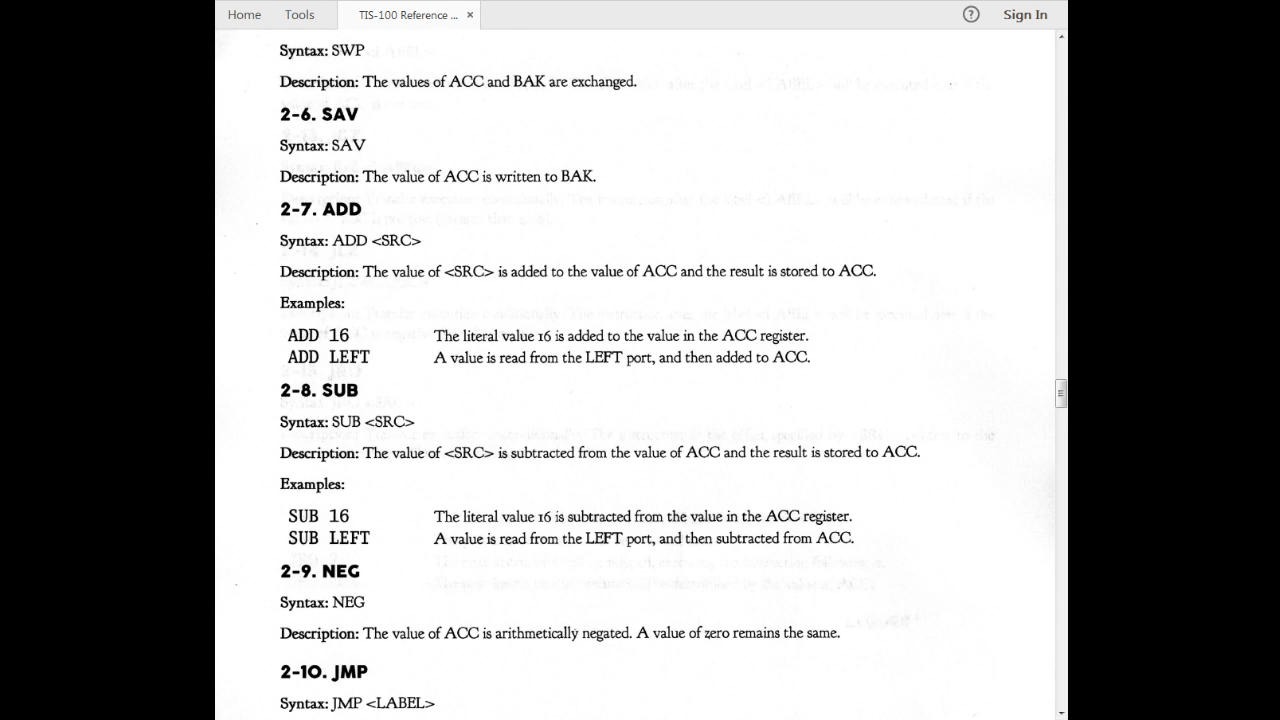 Home Tools TIS-100 Reference ... × ? Sign In
Syntax: SWP
Description: The values of ACC and BAK are exchanged.
2-6. SAV
Syntax: SAV
Description: The value of ACC is written to BAK.
2-7. ADD
Syntax: ADD <SRC>
Description: The value of <SRC> is added to the value of ACC and the result is stored to ACC.
Examples:
ADD 16 The literal value 16 is added to the value in the ACC register.
ADD LEFT A value is read from the LEFT port, and then added to ACC.
2-8. SUB
Syntax: SUB <SRC>
Description: The value of <SRC> is subtracted from the value of ACC and the result is stored to ACC.
Examples:
SUB 16 The literal value 16 is subtracted from the value in the ACC register.
SUB LEFT A value is read from the LEFT port, and then subtracted from ACC.
2-9. NEG
Syntax: NEG
Description: The value of ACC is arithmetically negated. A value of zero remains the same.
2-10. JMP
Syntax: JMP <LABEL>